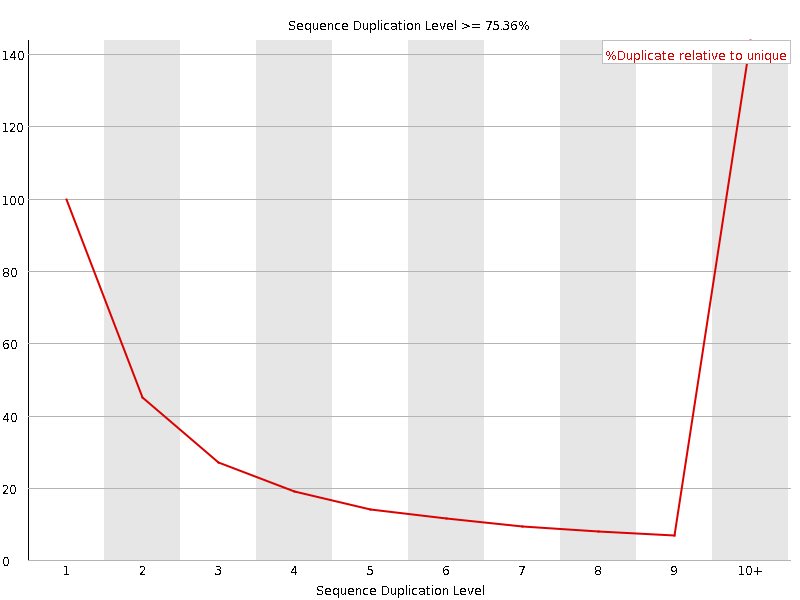 Sequence Duplication Level >= 75.36%
%Duplicate relative to unique
140
120
100
80
60
40
20
0
1 2 3 4 5 6 7 8 9 10+
Sequence Duplication Level